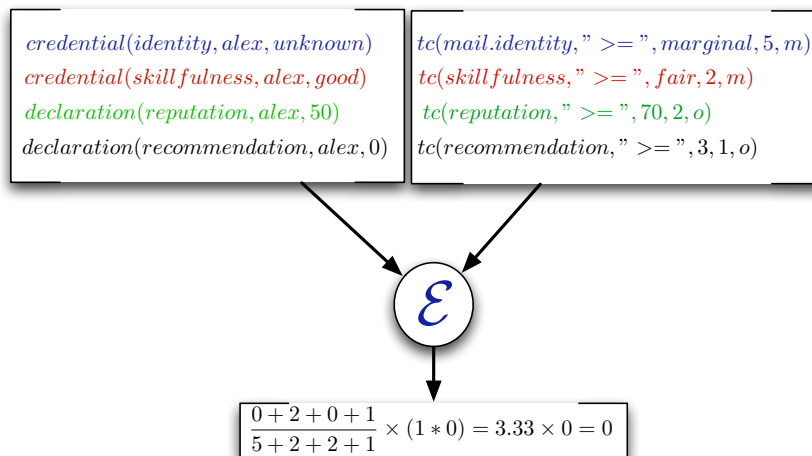 credential(identity, alex, unknown)
credential(skillfulness, alex, good)
declaration(reputation, alex, 50)
declaration(recommendation, alex, 0)
tc(mail.identity, ” >= ”, marginal, 5, m)
tc(skillfulness, ” >= ”, fair, 2, m)
tc(reputation, ” >= ”, 70, 2, o)
tc(recommendation, ” >= ”, 3, 1, o)
ℰ
(0 + 2 + 0 + 1)/(5 + 2 + 2 + 1) × (1 ∗ 0) = 3.33 × 0 = 0